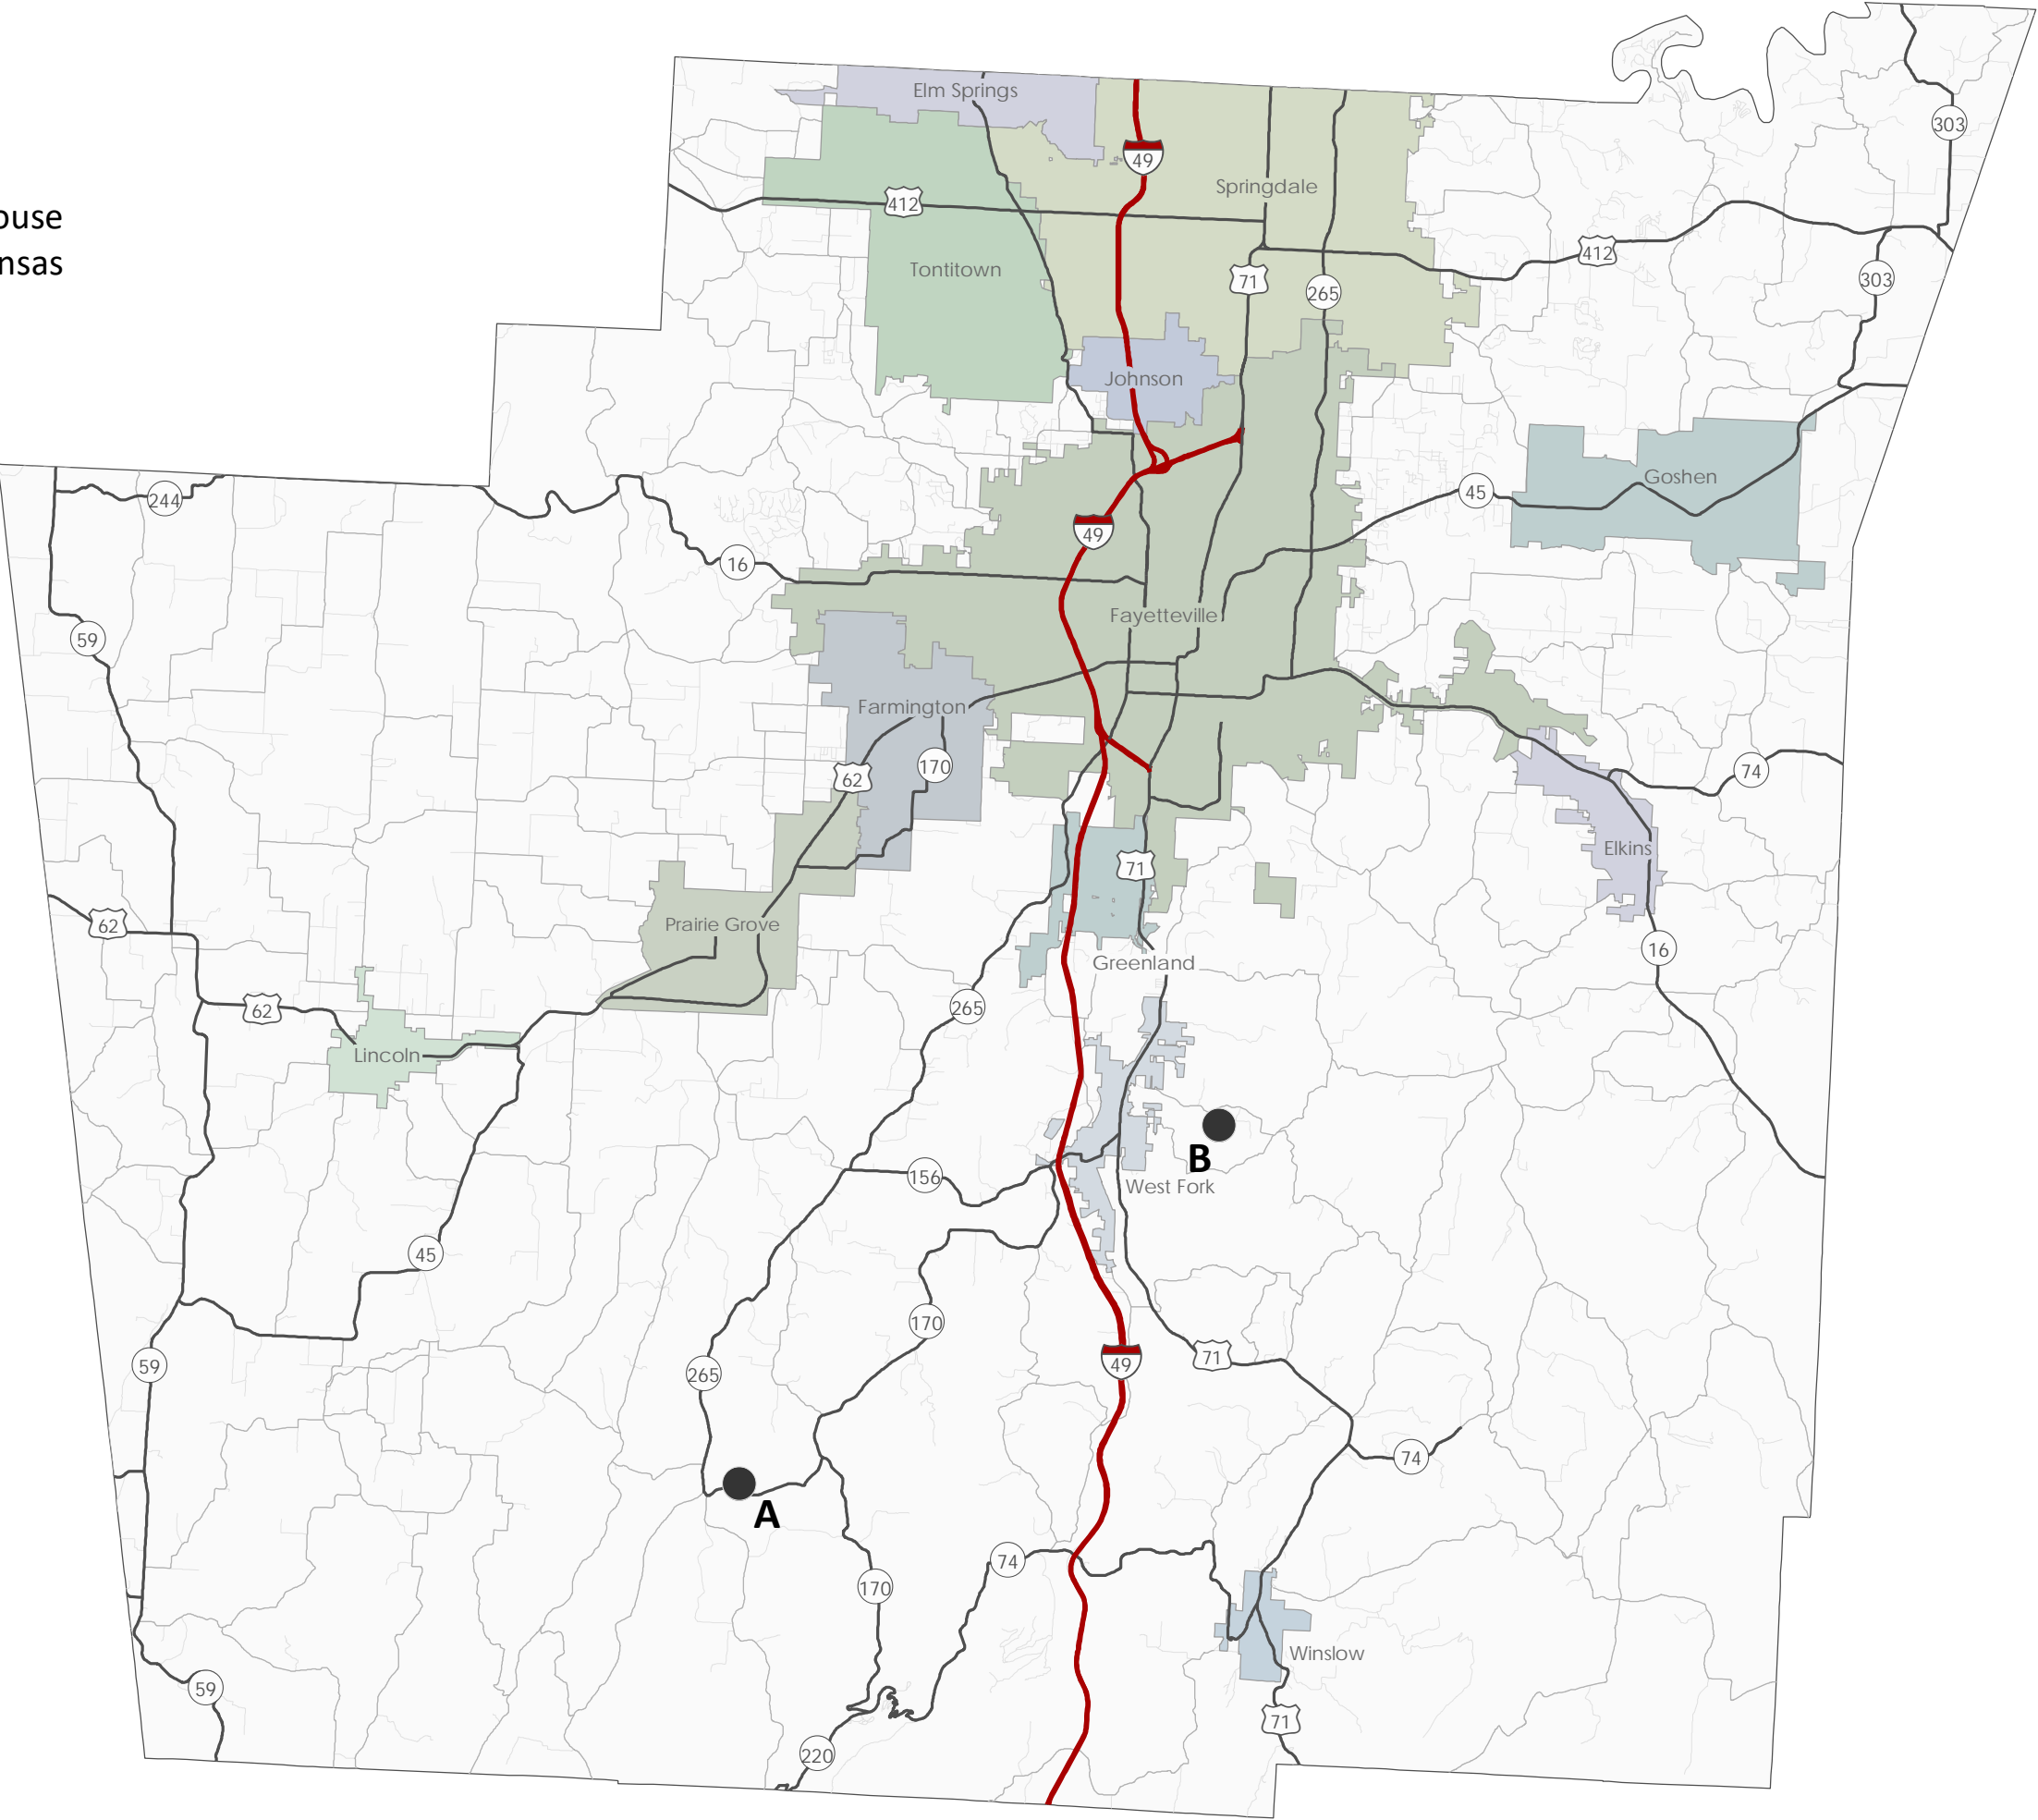 ouse
nsas
Elm Springs
303
49
Springdale
412
412
Tontitown
303
71
265
Johnson
Goshen
45
244
49
16
Fayetteville
59
Farmington
62
170
74
Elkins
71
62
Prairie Grove
16
Greenland
62
265
Lincoln
B
156
West Fork
45
170
71
49
59
265
74
A
74
170
Winslow
59
71
220